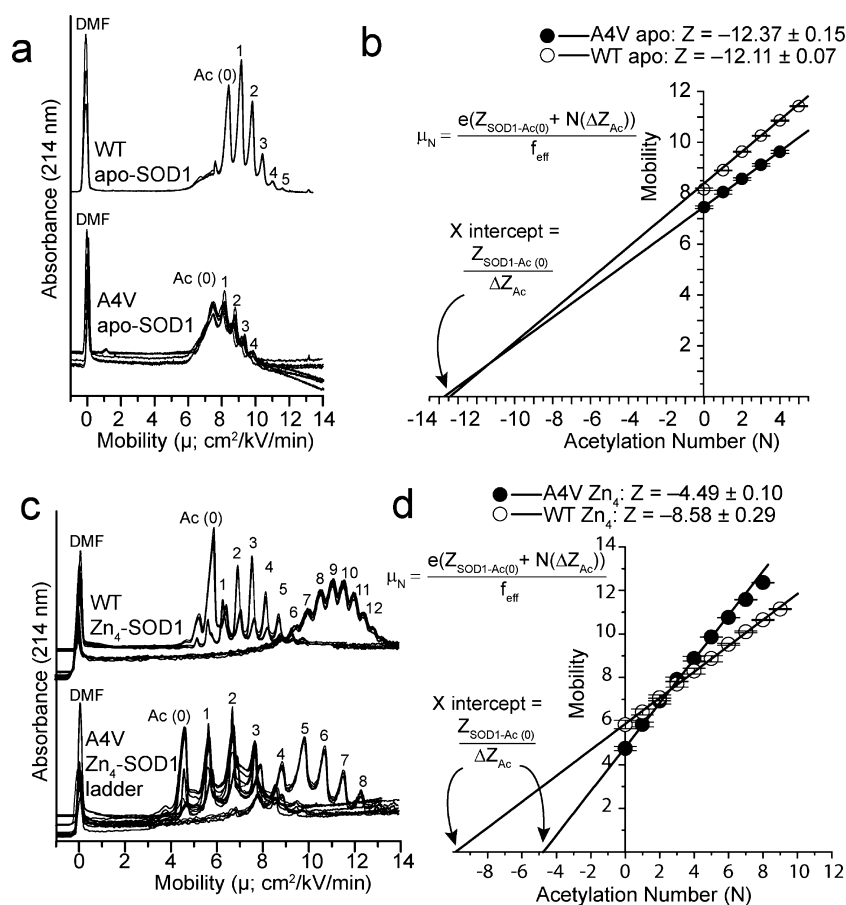 a
Absorbance (214 nm)
DMF
Ac (0)
1
2
3
4
5
WT
apo-SOD1
DMF
Ac (0)
1
2
3
4
A4V
apo-SOD1
0 2 4 6 8 10 12 14
Mobility (μ; cm²/kV/min)
b
A4V apo: Z = –12.37 ± 0.15
WT apo: Z = –12.11 ± 0.07
μN = e(ZSOD1-Ac(0) + N(ΔZAc))
feff
Mobility
12
10
8
6
4
2
X intercept =
ZSOD1-Ac (0)
ΔZAc
-14 -12 -10 -8 -6 -4 -2 0 2 4
Acetylation Number (N)
c
Absorbance (214 nm)
DMF
Ac (0)
1
2
3
4
5
6
7
8
9
10
11
12
WT
Zn4-SOD1
DMF
Ac (0)
1
2
3
4
5
6
7
8
A4V
Zn4-SOD1
ladder
0 2 4 6 8 10 12 14
Mobility (μ; cm²/kV/min)
d
A4V Zn4: Z = –4.49 ± 0.10
WT Zn4: Z = –8.58 ± 0.29
μN = e(ZSOD1-Ac(0) + N(ΔZAc))
feff
Mobility
14
12
10
8
6
4
2
X intercept =
ZSOD1-Ac (0)
ΔZAc
-8 -6 -4 -2 0 2 4 6 8 10 12
Acetylation Number (N)